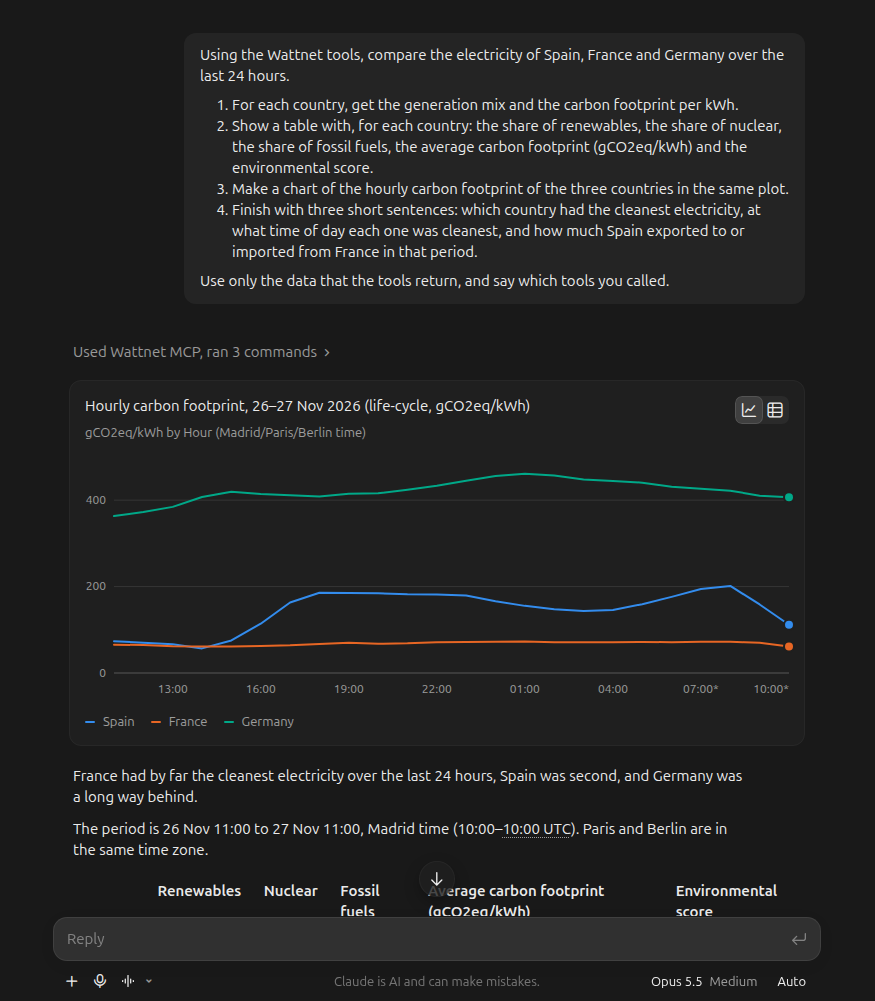 Using the Wattnet tools, compare the electricity of Spain, France and Germany over the
last 24 hours.
1. For each country, get the generation mix and the carbon footprint per kWh.
2. Show a table with, for each country: the share of renewables, the share of nuclear,
the share of fossil fuels, the average carbon footprint (gCO2eq/kWh) and the
environmental score.
3. Make a chart of the hourly carbon footprint of the three countries in the same plot.
4. Finish with three short sentences: which country had the cleanest electricity, at
what time of day each one was cleanest, and how much Spain exported to or
imported from France in that period.
Use only the data that the tools return, and say which tools you called.
Used Wattnet MCP, ran 3 commands >
Hourly carbon footprint, 26–27 Nov 2026 (life-cycle, gCO2eq/kWh)
gCO2eq/kWh by Hour (Madrid/Paris/Berlin time)
400
200
0
13:00 16:00 19:00 22:00 01:00 04:00 07:00* 10:00*
Spain France Germany
France had by far the cleanest electricity over the last 24 hours, Spain was second, and Germany was
a long way behind.
The period is 26 Nov 11:00 to 27 Nov 11:00, Madrid time (10:00–10:00 UTC). Paris and Berlin are in
the same time zone.
Renewables Nuclear Fossil Average carbon footprint Environmental
fuels (gCO2eq/kWh) score
Reply
Claude is AI and can make mistakes. Opus 5.5 Medium Auto